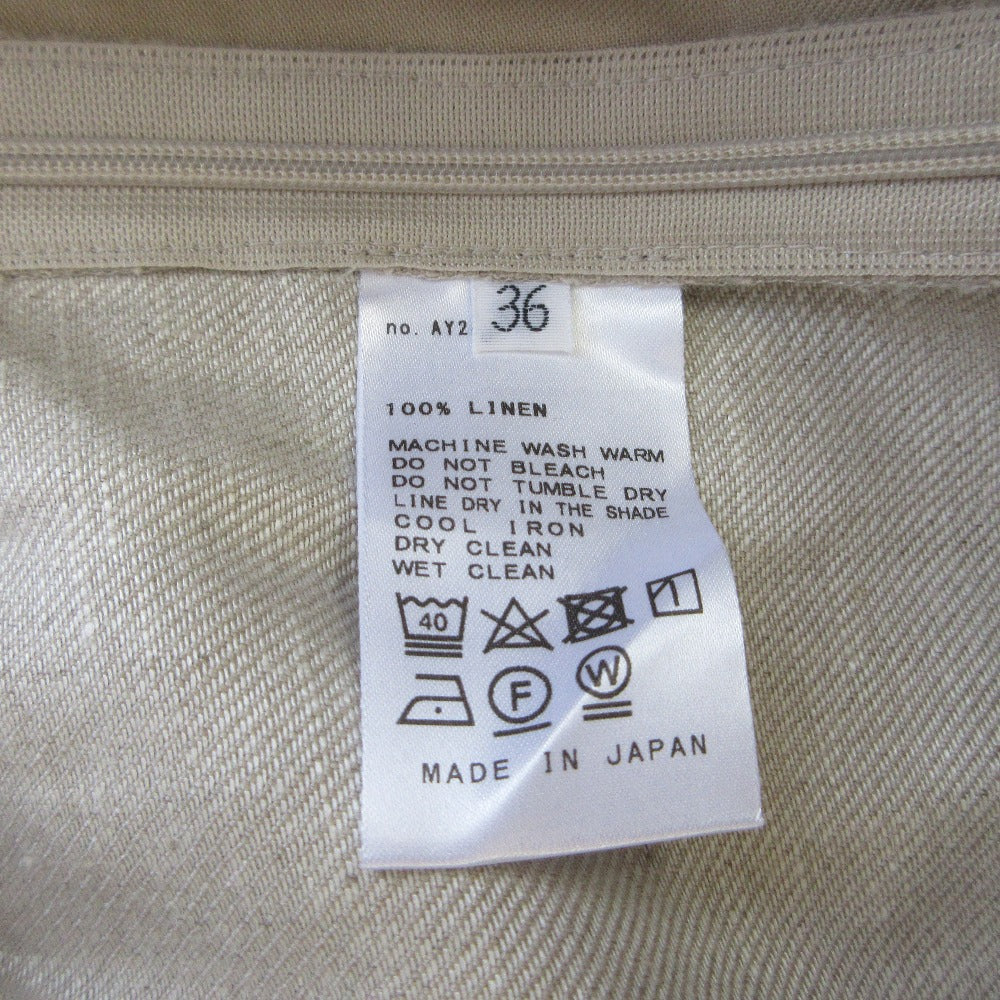 36
no. AY2
100% LINEN
MACHINE WASH WARM
DO NOT BLEACH
DO NOT TUMBLE DRY
LINE DRY IN THE SHADE
COOL IRON
DRY CLEAN
WET CLEAN
40
F W
MADE IN JAPAN